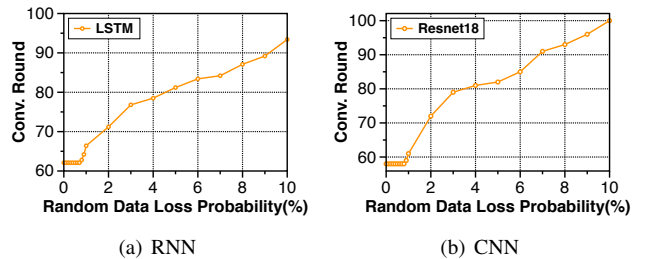 LSTM
Conv. Round
100
90
80
70
60
0 2 4 6 8 10
Random Data Loss Probability(%)
(a) RNN
Resnet18
Conv. Round
100
90
80
70
60
0 2 4 6 8 10
Random Data Loss Probability(%)
(b) CNN